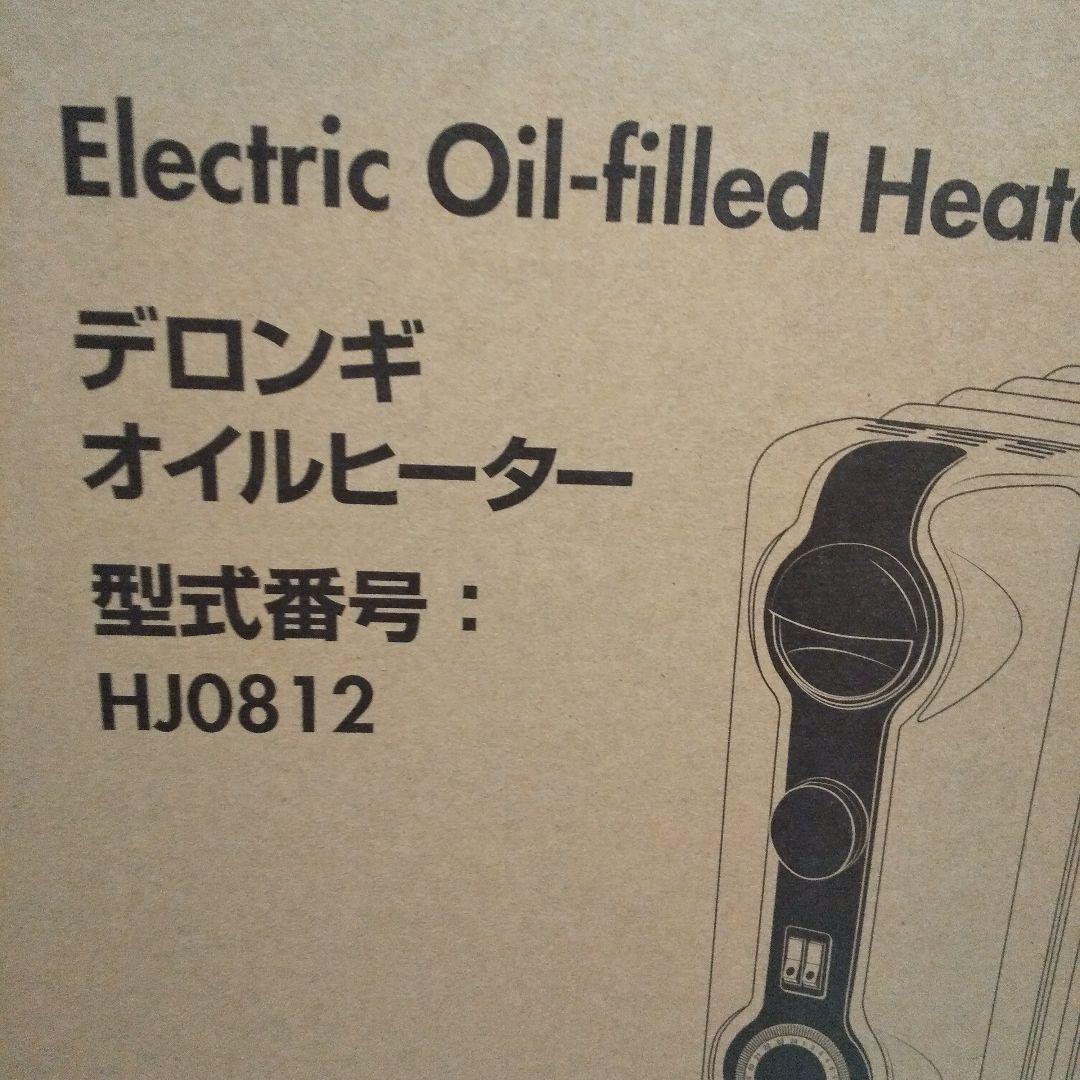 Electric Oil-filled Heate
デロンギ
オイルヒーター
型式番号：
HJ0812